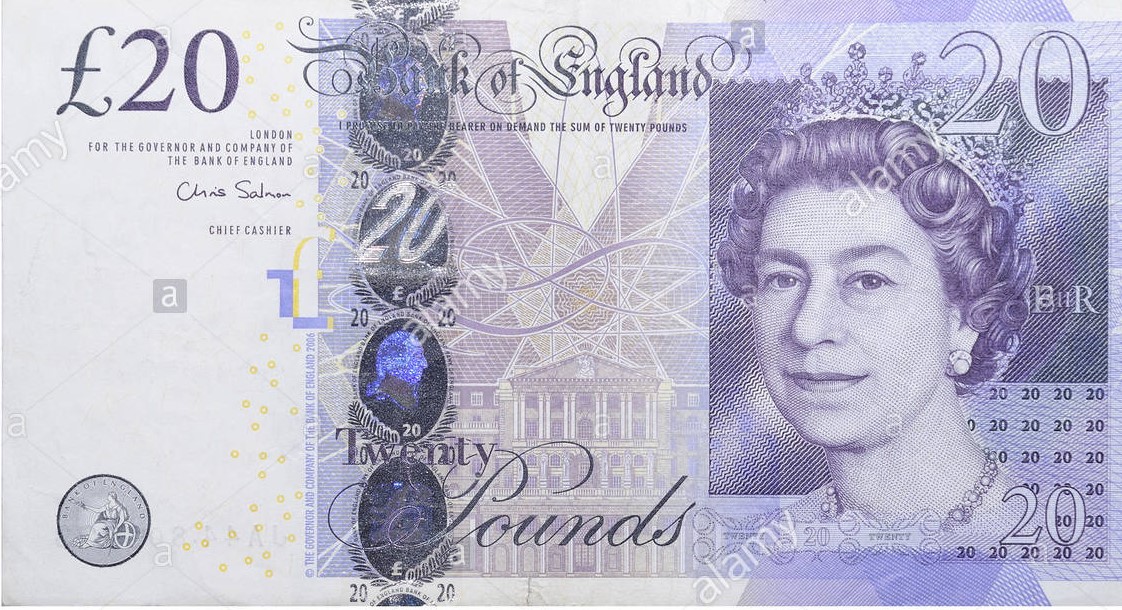 £20
Bank of England
20
I PROMISE TO PAY THE BEARER ON DEMAND THE SUM OF TWENTY POUNDS
LONDON
FOR THE GOVERNOR AND COMPANY OF
THE BANK OF ENGLAND
Chris Salmon
CHIEF CASHIER
20
20 20
20
£
20 20
20
Twenty
Pounds
£
20 20
EIIR
20 20 20 20
20 20 20
20 20 20 20
20
20
20 20
20 20 20 20 20
TWENTY 20 TWENTY
BANK OF ENGLAND
© THE GOVERNOR AND COMPANY OF THE BANK OF ENGLAND 2006
alamy
alamy
alamy
alamy
alamy
a
a
a
a